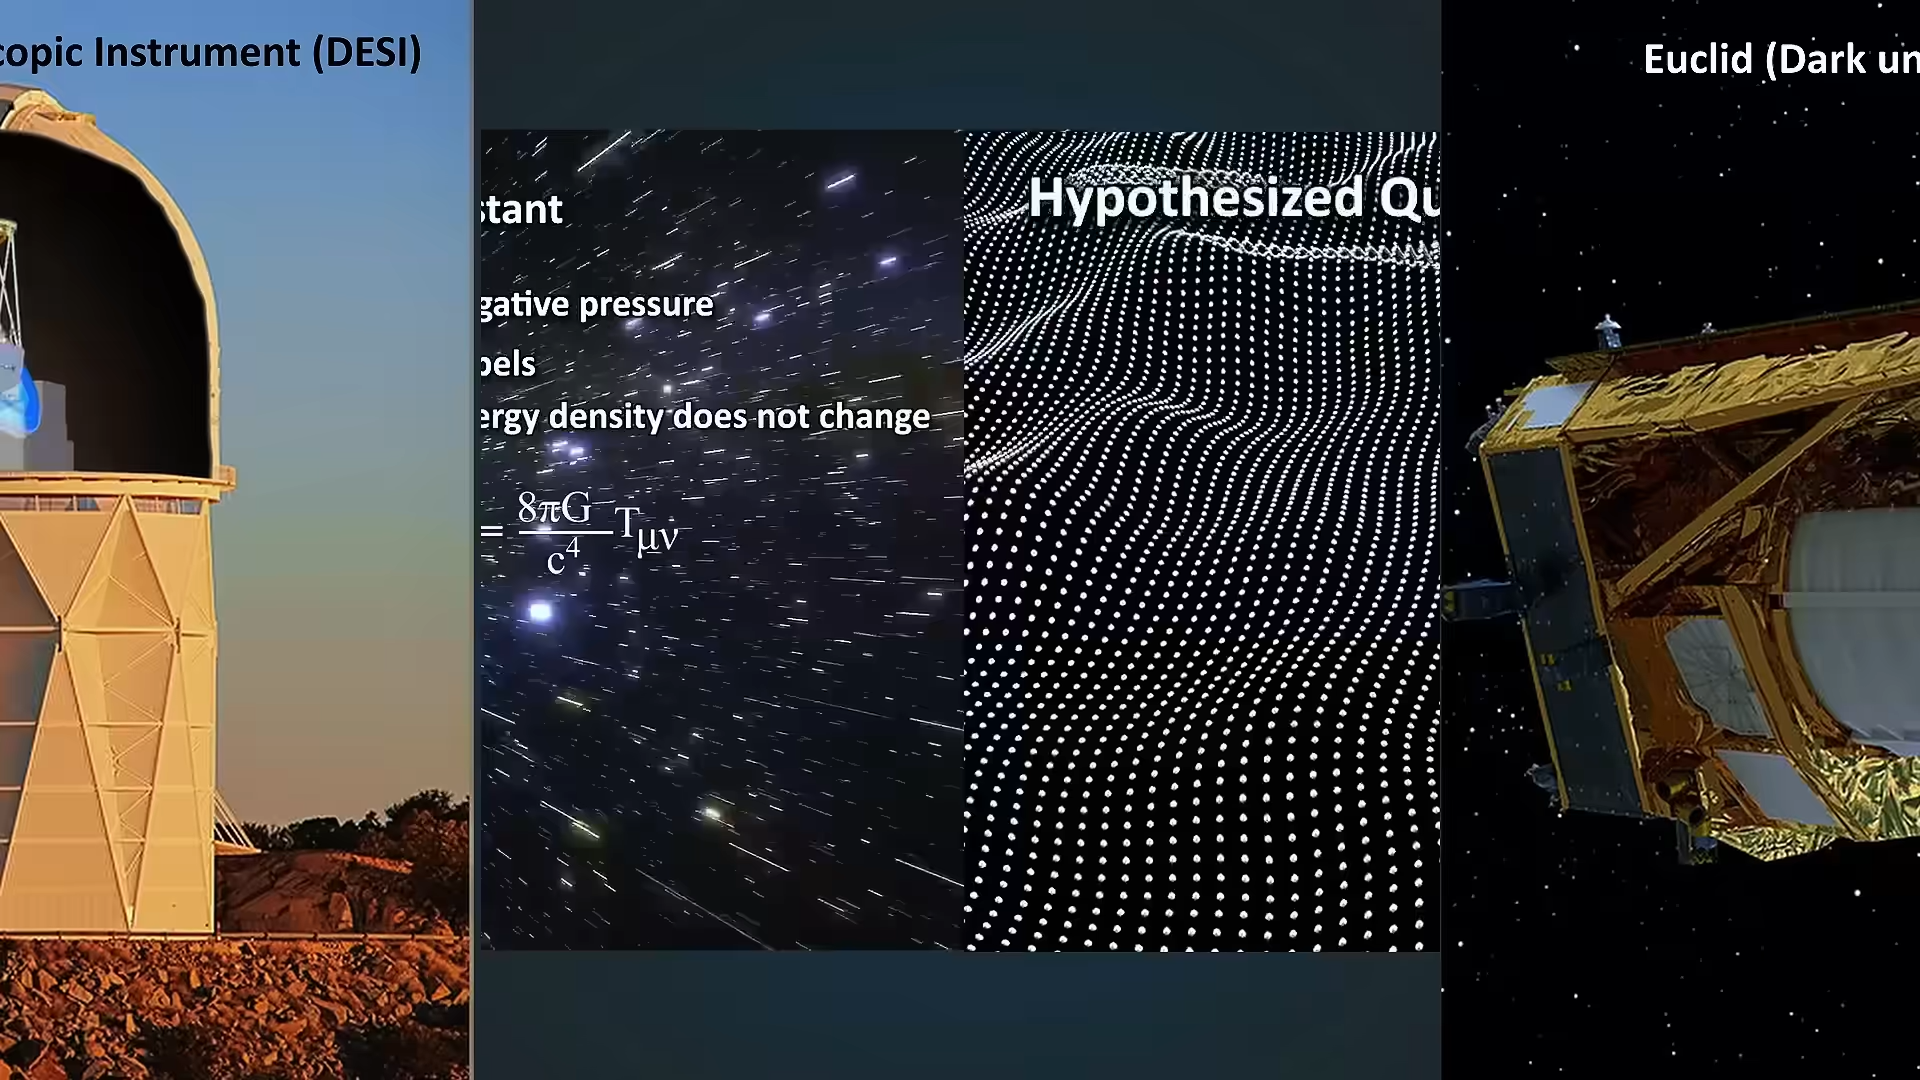 copic Instrument (DESI)
stant
gative pressure
pels
ergy density does not change
= 8πG/c⁴ Tμν
Hypothesized Qu
Euclid (Dark un